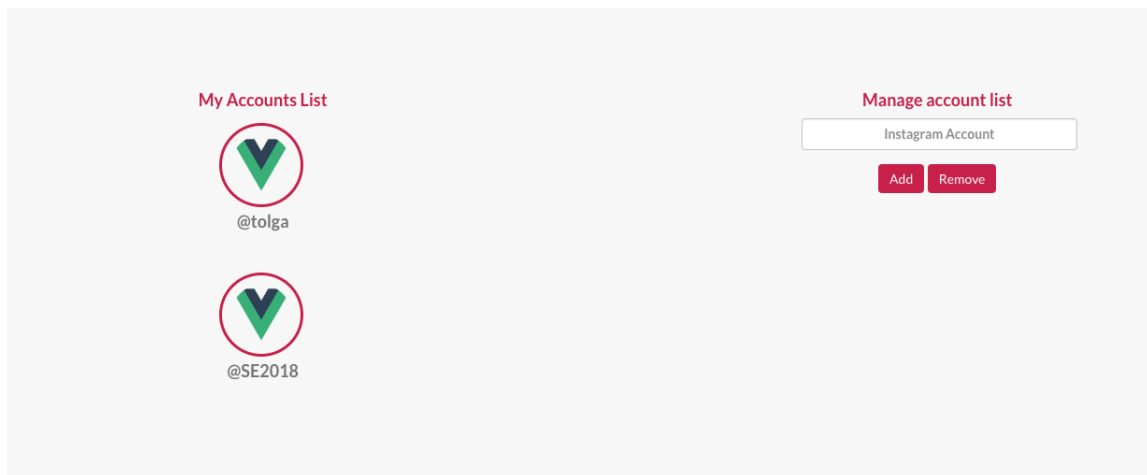 My Accounts List
@tolga
@SE2018
Manage account list
Instagram Account
Add Remove